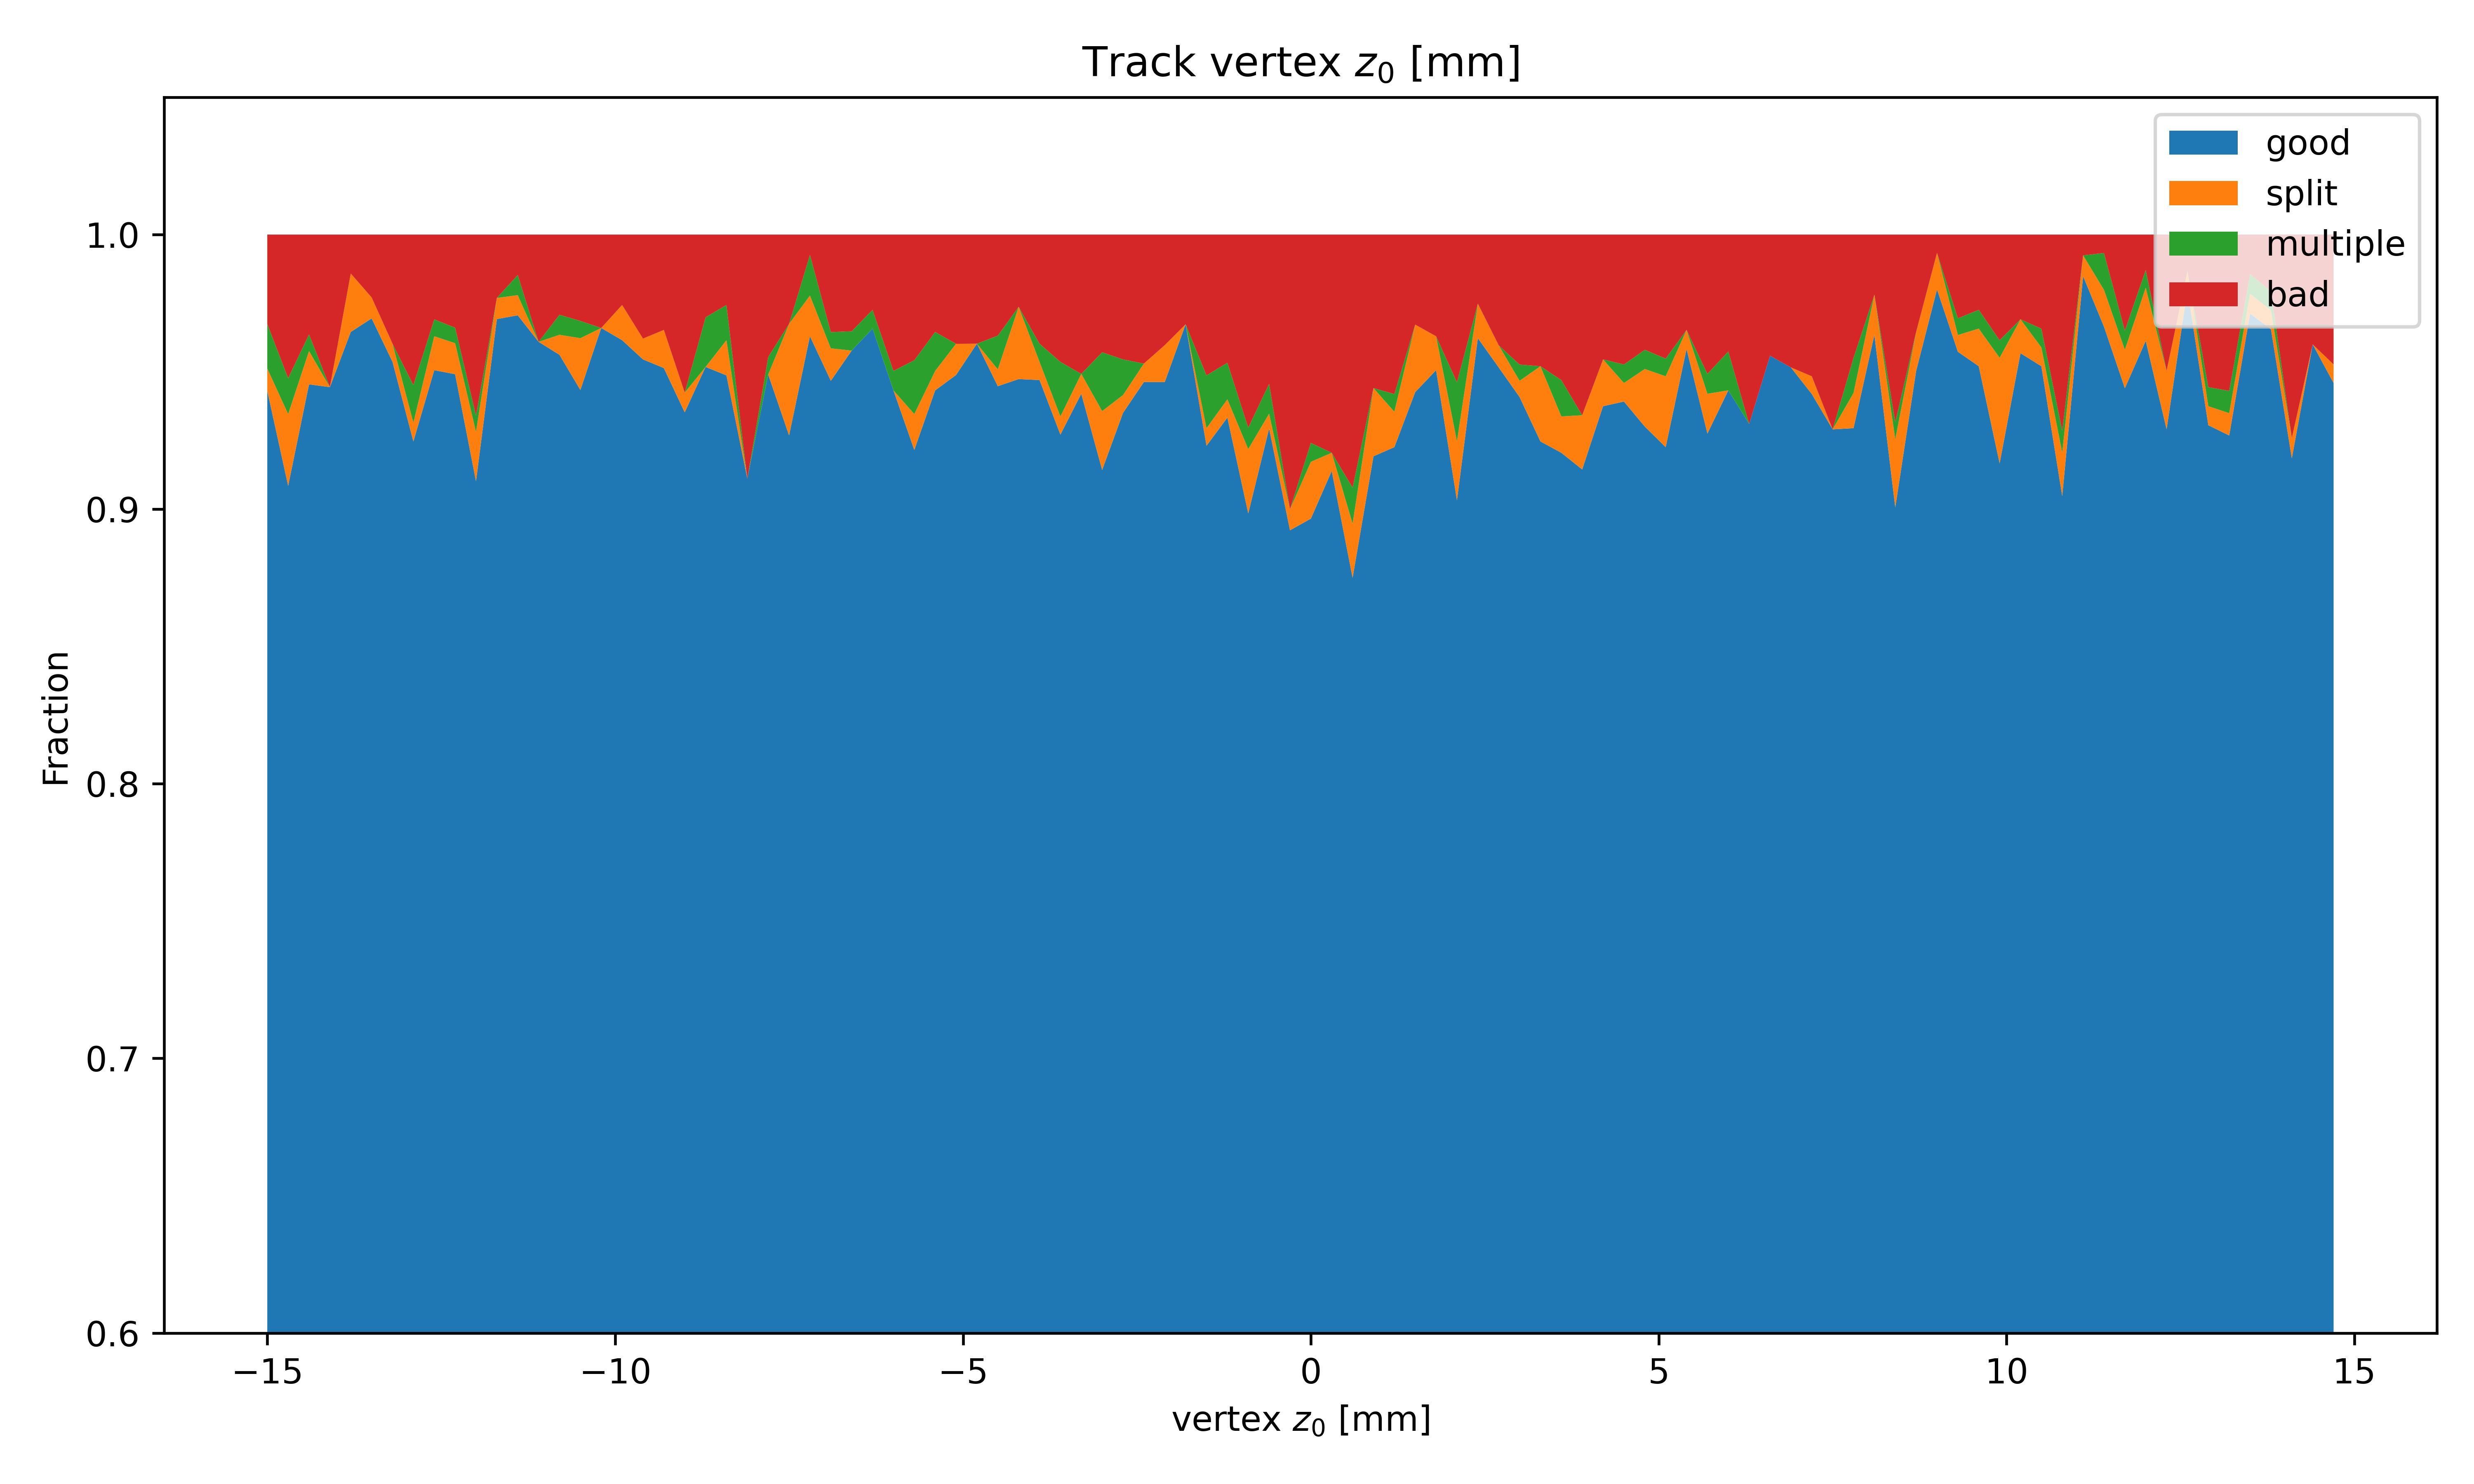 Track vertex z₀ [mm]
good
split
multiple
bad
1.0
0.9
0.8
0.7
0.6
Fraction
−15
−10
−5
0
5
10
15
vertex z₀ [mm]